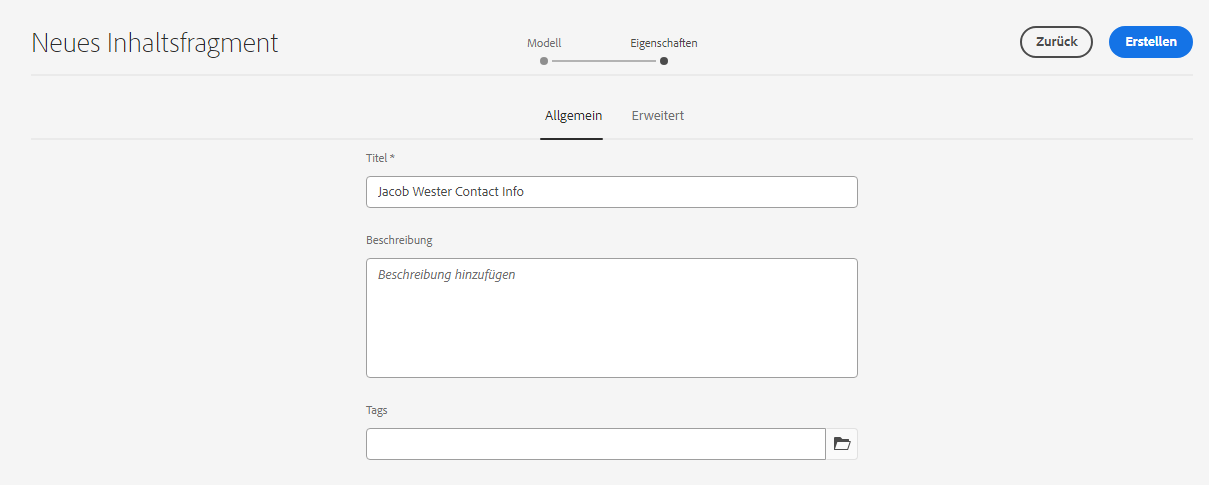 Neues Inhaltsfragment
Modell
Eigenschaften
Zurück
Erstellen
Allgemein
Erweitert
Titel *
Jacob Wester Contact Info
Beschreibung
Beschreibung hinzufügen
Tags